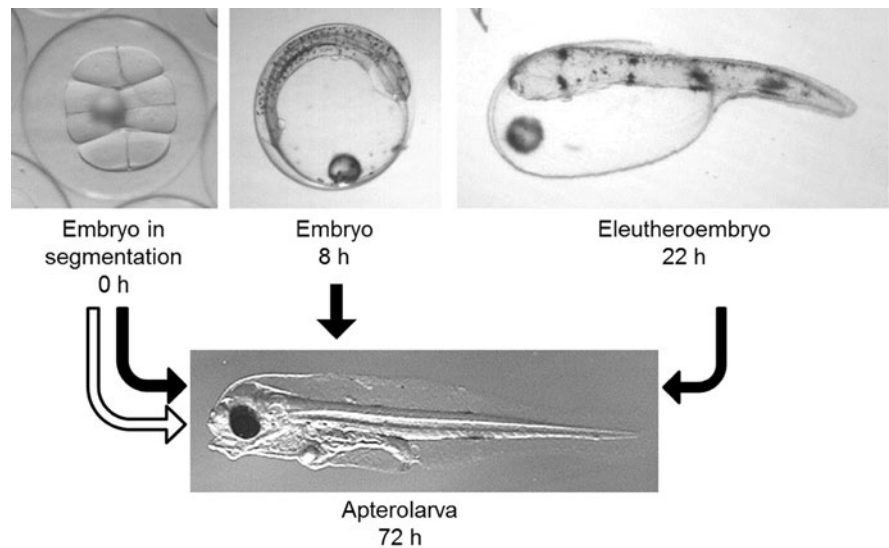 Embryo in
segmentation
0 h
Embryo
8 h
Eleutheroembryo
22 h
Apterolarva
72 h